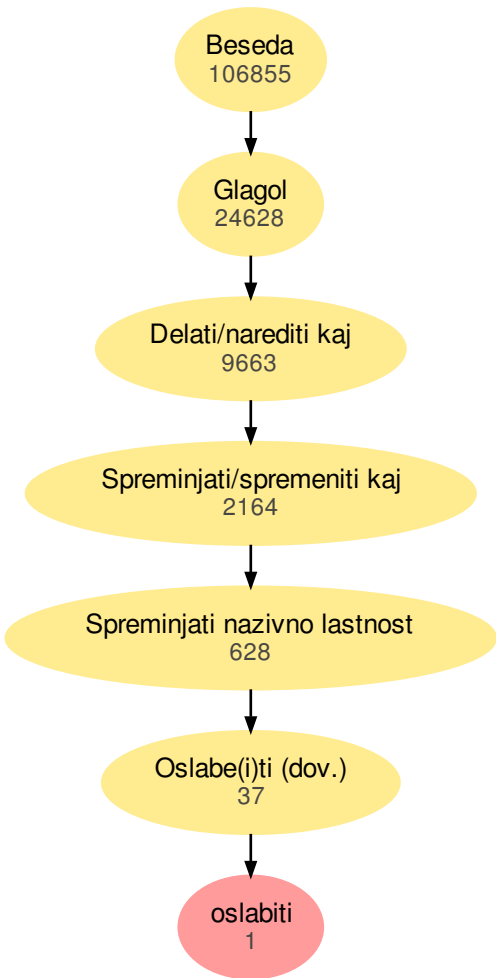 Beseda
106855
Glagol
24628
Delati/narediti kaj
9663
Spreminjati/spremeniti kaj
2164
Spreminjati nazivno lastnost
628
Oslabe(i)ti (dov.)
37
oslabiti
1